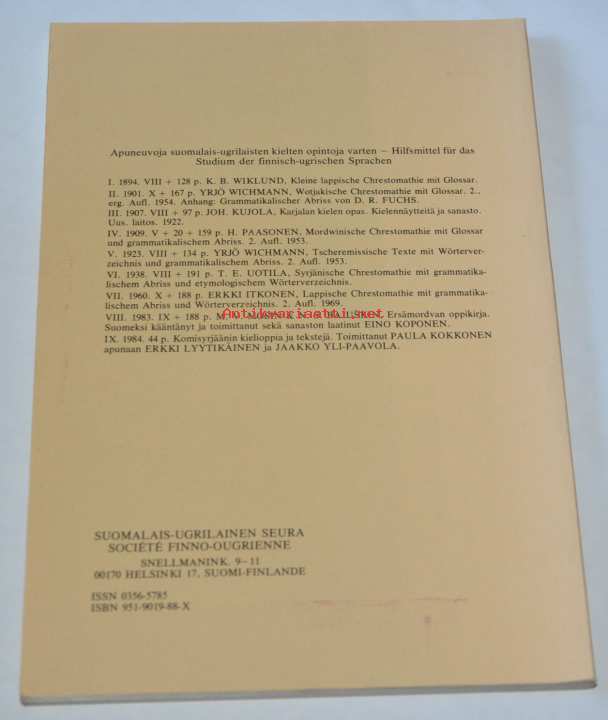 Apuneuvoja suomalais-ugrilaisten kielten opintoja varten — Hilfsmittel für das
Studium der finnisch-ugrischen Sprachen
I. 1894. VIII + 128 p. K. B. WIKLUND, Kleine lappische Chrestomathie mit Glossar.
II. 1901. X + 167 p. YRJÖ WICHMANN, Wotjakische Chrestomathie mit Glossar. 2.,
erg. Aufl. 1954. Anhang: Grammatikalischer Abriss von D. R. FUCHS.
III. 1907. VIII + 97 p. JOH. KUJOLA, Karjalan kielen opas. Kielennäytteitä ja sanasto.
Uus. laitos. 1922.
IV. 1909. V + 20 + 159 p. H. PAASONEN, Mordwinische Chrestomathie mit Glossar
und grammatikalischem Abriss. 2. Aufl. 1953.
V. 1923. VIII + 134 p. YRJÖ WICHMANN, Tscheremissische Texte mit Wörterver-
zeichnis und grammatikalischem Abriss. 2. Aufl. 1953.
VI. 1938. VIII + 191 p. T. E. UOTILA, Syrjänische Chrestomathie mit grammatika-
lischem Abriss und etymologischem Wörterverzeichnis.
VII. 1960. X + 188 p. ERKKI ITKONEN, Lappische Chrestomathie mit grammatika-
lischem Abriss und Wörterverzeichnis. 2. Aufl. 1969.
VIII. 1983. IX + 188 p. Ersämordvan oppikirja.
Antikvariaatti.net
Suomeksi kääntänyt ja toimittanut sekä sanaston laatinut EINO KOPONEN.
IX. 1984. 44 p. Komisyrjäänin kielioppia ja tekstejä. Toimittanut PAULA KOKKONEN
apunaan ERKKI LYYTIKÄINEN ja JAAKKO YLI-PAAVOLA.
SUOMALAIS-UGRILAINEN SEURA
SOCIÉTÉ FINNO-OUGRIENNE
SNELLMANINK. 9—11
00170 HELSINKI 17, SUOMI-FINLANDE
ISSN 0356-5785
ISBN 951-9019-88-X